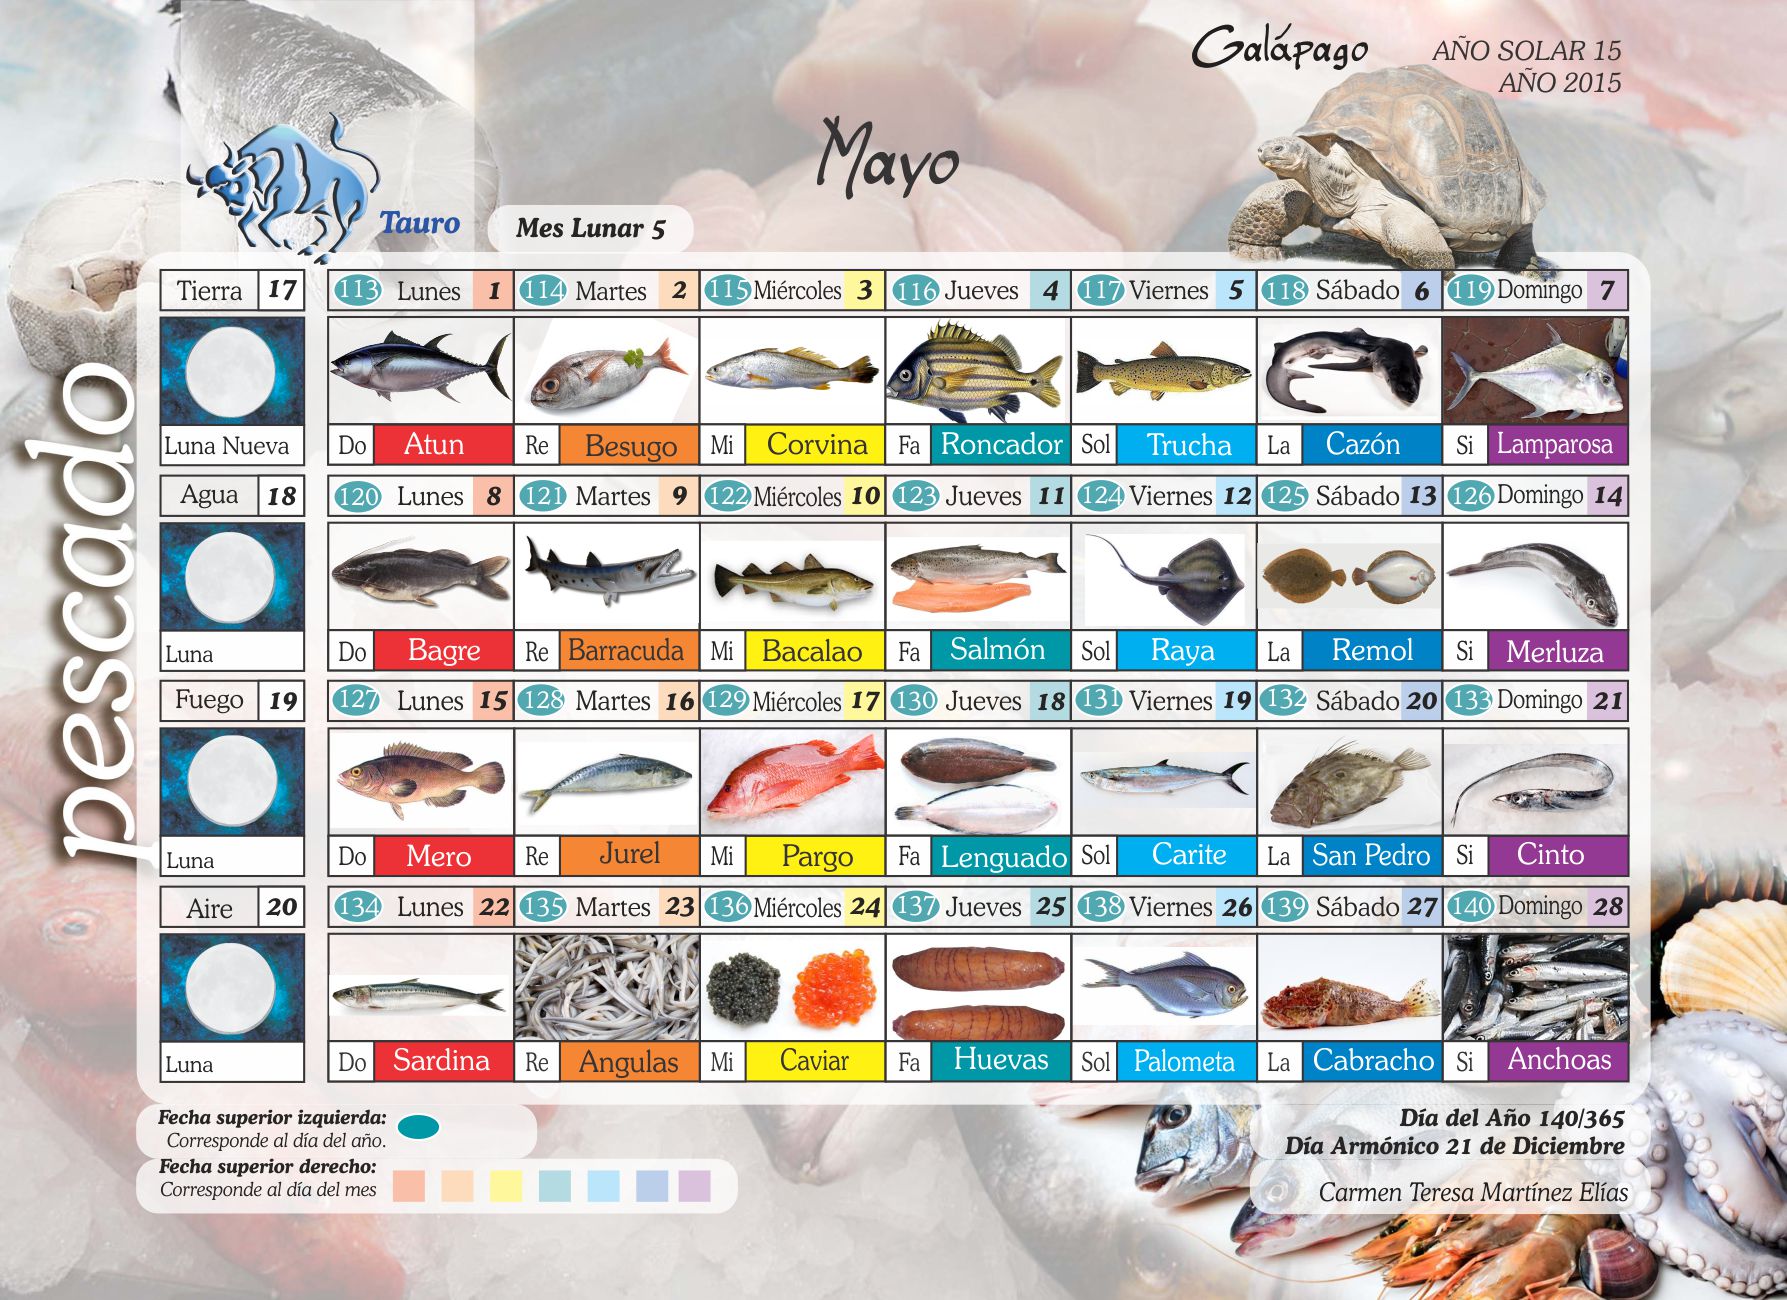 Galápago
AÑO SOLAR 15
AÑO 2015
Mayo
Tauro
Mes Lunar 5
pescado
Tierra 17 113 Lunes 1 114 Martes 2 115 Miércoles 3 116 Jueves 4 117 Viernes 5 118 Sábado 6 119 Domingo 7
Luna Nueva Do Atun Re Besugo Mi Corvina Fa Roncador Sol Trucha La Cazón Si Lamparosa
Agua 18 120 Lunes 8 121 Martes 9 122 Miércoles 10 123 Jueves 11 124 Viernes 12 125 Sábado 13 126 Domingo 14
Luna Do Bagre Re Barracuda Mi Bacalao Fa Salmón Sol Raya La Remol Si Merluza
Fuego 19 127 Lunes 15 128 Martes 16 129 Miércoles 17 130 Jueves 18 131 Viernes 19 132 Sábado 20 133 Domingo 21
Luna Do Mero Re Jurel Mi Pargo Fa Lenguado Sol Carite La San Pedro Si Cinto
Aire 20 134 Lunes 22 135 Martes 23 136 Miércoles 24 137 Jueves 25 138 Viernes 26 139 Sábado 27 140 Domingo 28
Luna Do Sardina Re Angulas Mi Caviar Fa Huevas Sol Palometa La Cabracho Si Anchoas
Fecha superior izquierda:
Corresponde al día del año.
Fecha superior derecho:
Corresponde al día del mes
Día del Año 140/365
Día Armónico 21 de Diciembre
Carmen Teresa Martínez Elías